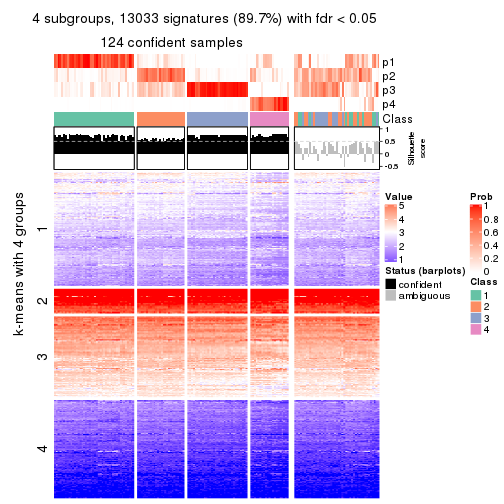 4 subgroups, 13033 signatures (89.7%) with fdr < 0.05
124 confident samples
p1
p2
p3
p4
Class
1
0.5
0
-0.5
Silhouette
score
k-means with 4 groups
1
2
3
4
Value
5
4
3
2
1
Status (barplots)
confident
ambiguous
Prob
1
0.8
0.6
0.4
0.2
0
Class
1
2
3
4